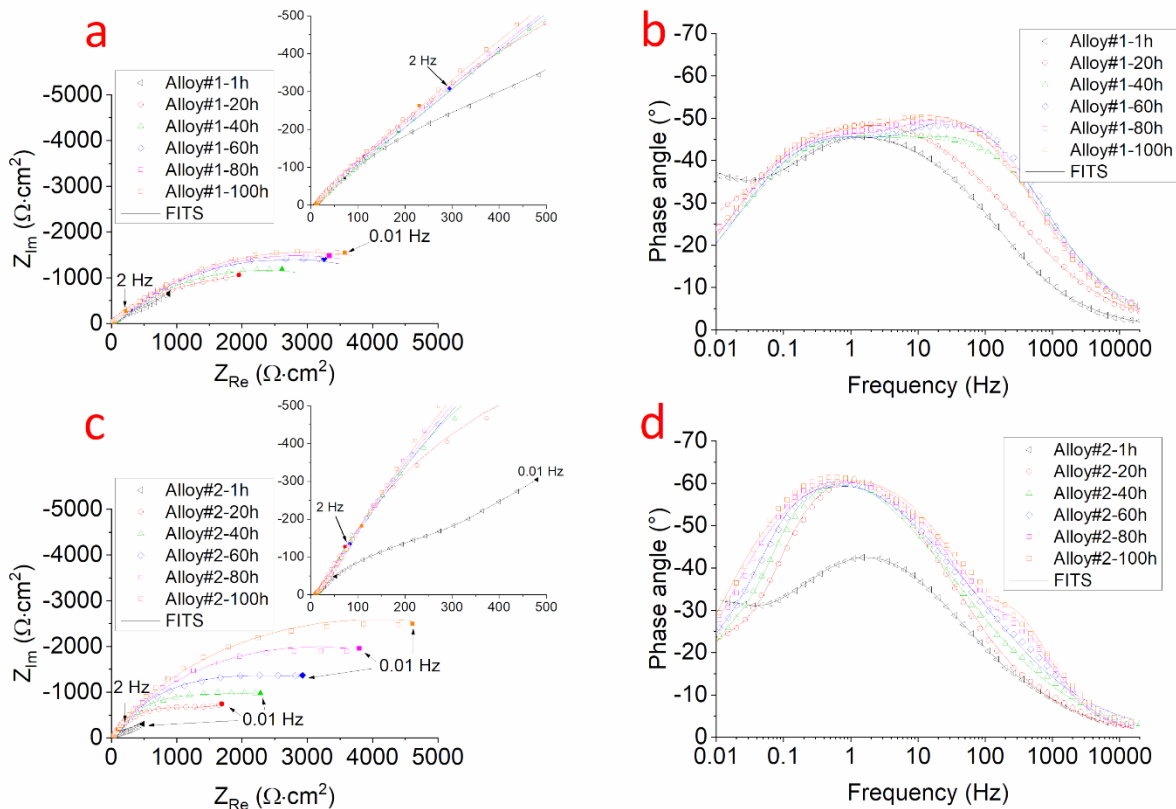 a
-500
-400
-300
-200
-100
0
0 100 200 300 400 500
2 Hz
Alloy#1-1h
Alloy#1-20h
Alloy#1-40h
Alloy#1-60h
Alloy#1-80h
Alloy#1-100h
FITS
-5000
-4000
-3000
-2000
-1000
0
Z_Im (Ω·cm²)
2 Hz
0.01 Hz
0 1000 2000 3000 4000 5000
Z_Re (Ω·cm²)
b
-70
-60
-50
-40
-30
-20
-10
0
Phase angle (°)
Alloy#1-1h
Alloy#1-20h
Alloy#1-40h
Alloy#1-60h
Alloy#1-80h
Alloy#1-100h
FITS
0.01 0.1 1 10 100 1000 10000
Frequency (Hz)
c
-500
-400
-300
-200
-100
0
0 100 200 300 400 500
2 Hz
0.01 Hz
Alloy#2-1h
Alloy#2-20h
Alloy#2-40h
Alloy#2-60h
Alloy#2-80h
Alloy#2-100h
FITS
-5000
-4500
-4000
-3500
-3000
-2500
-2000
-1500
-1000
-500
0
Z_Im (Ω·cm²)
2 Hz
0.01 Hz
0.01 Hz
0 1000 2000 3000 4000 5000
Z_Re (Ω·cm²)
d
-70
-60
-50
-40
-30
-20
-10
0
Phase angle (°)
Alloy#2-1h
Alloy#2-20h
Alloy#2-40h
Alloy#2-60h
Alloy#2-80h
Alloy#2-100h
FITS
0.01 0.1 1 10 100 1000 10000
Frequency (Hz)